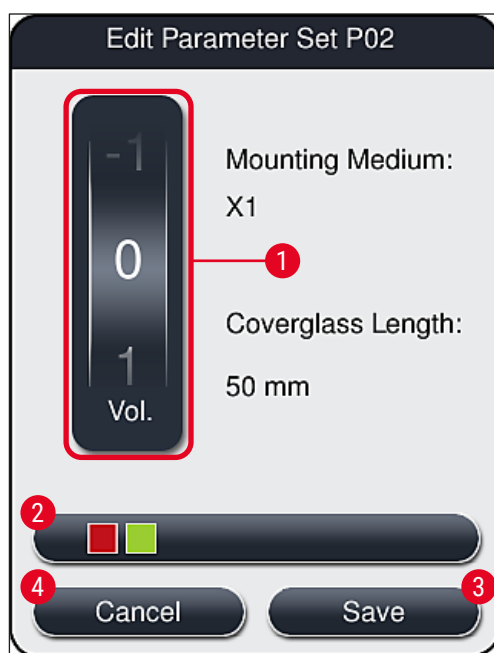 Edit Parameter Set P02
-1
0
1
Vol.
1
Mounting Medium:
X1
Coverglass Length:
50 mm
2
4
3
Cancel
Save